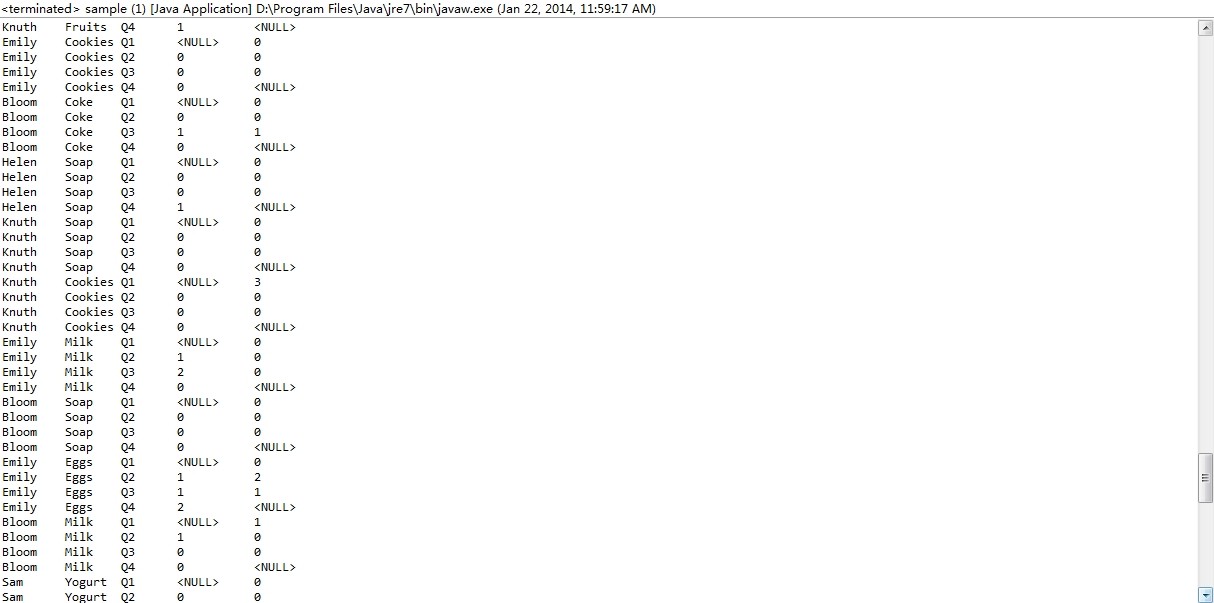 <terminated> sample (1) [Java Application] D:\Program Files\Java\jre7\bin\javaw.exe (Jan 22, 2014, 11:59:17 AM)
Knuth Fruits Q4 1 <NULL>
Emily Cookies Q1 <NULL> 0
Emily Cookies Q2 0 0
Emily Cookies Q3 0 0
Emily Cookies Q4 0 <NULL>
Bloom Coke Q1 <NULL> 0
Bloom Coke Q2 0 0
Bloom Coke Q3 1 1
Bloom Coke Q4 0 <NULL>
Helen Soap Q1 <NULL> 0
Helen Soap Q2 0 0
Helen Soap Q3 0 0
Helen Soap Q4 1 <NULL>
Knuth Soap Q1 <NULL> 0
Knuth Soap Q2 0 0
Knuth Soap Q3 0 0
Knuth Soap Q4 0 <NULL>
Knuth Cookies Q1 <NULL> 3
Knuth Cookies Q2 0 0
Knuth Cookies Q3 0 0
Knuth Cookies Q4 0 <NULL>
Emily Milk Q1 <NULL> 0
Emily Milk Q2 1 0
Emily Milk Q3 2 0
Emily Milk Q4 0 <NULL>
Bloom Soap Q1 <NULL> 0
Bloom Soap Q2 0 0
Bloom Soap Q3 0 0
Bloom Soap Q4 0 <NULL>
Emily Eggs Q1 <NULL> 0
Emily Eggs Q2 1 2
Emily Eggs Q3 1 1
Emily Eggs Q4 2 <NULL>
Bloom Milk Q1 <NULL> 1
Bloom Milk Q2 1 0
Bloom Milk Q3 0 0
Bloom Milk Q4 0 <NULL>
Sam Yogurt Q1 <NULL> 0
Sam Yogurt Q2 0 0